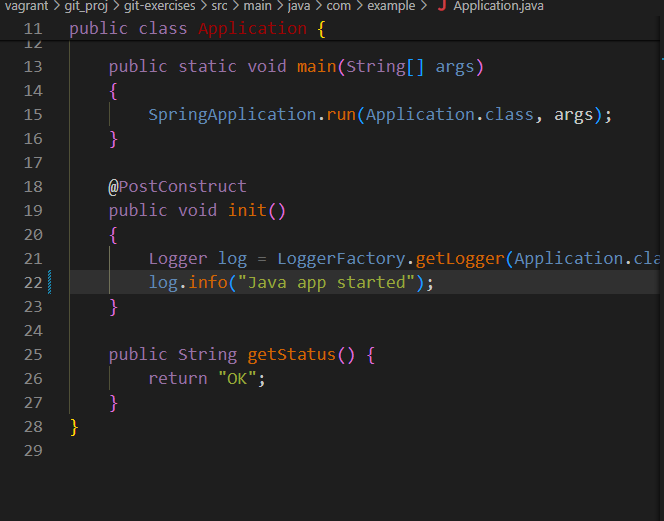 vagrant > git_proj > git-exercises > src > main > java > com > example > J Application.java
11 public class Application {
12
13 public static void main(String[] args)
14 {
15 SpringApplication.run(Application.class, args);
16 }
17
18 @PostConstruct
19 public void init()
20 {
21 Logger log = LoggerFactory.getLogger(Application.cla
22 log.info("Java app started");
23 }
24
25 public String getStatus() {
26 return "OK";
27 }
28 }
29